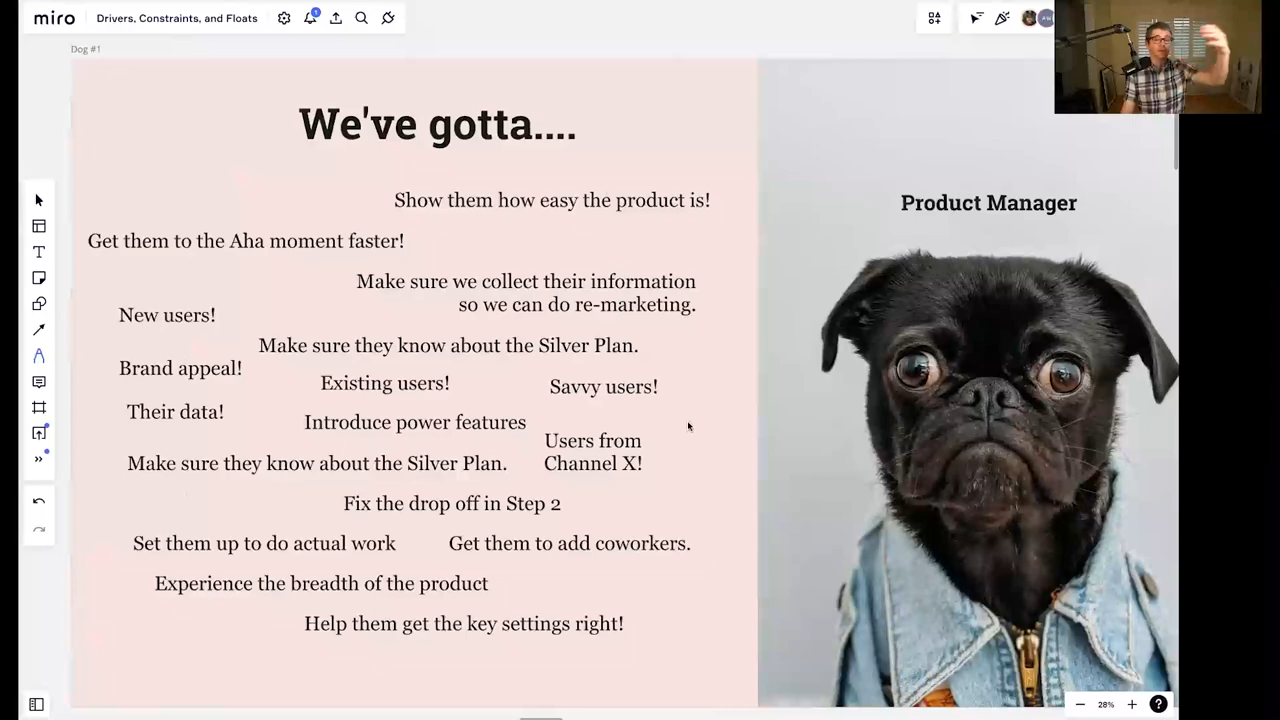 miro
Drivers, Constraints, and Floats
1
Dog #1
We've gotta....
Product Manager
Show them how easy the product is!
Get them to the Aha moment faster!
Make sure we collect their information
so we can do re-marketing.
New users!
Make sure they know about the Silver Plan.
Brand appeal!
Existing users!
Savvy users!
Their data!
Introduce power features
Users from
Channel X!
Make sure they know about the Silver Plan.
Fix the drop off in Step 2
Set them up to do actual work
Get them to add coworkers.
Experience the breadth of the product
Help them get the key settings right!
28%
?